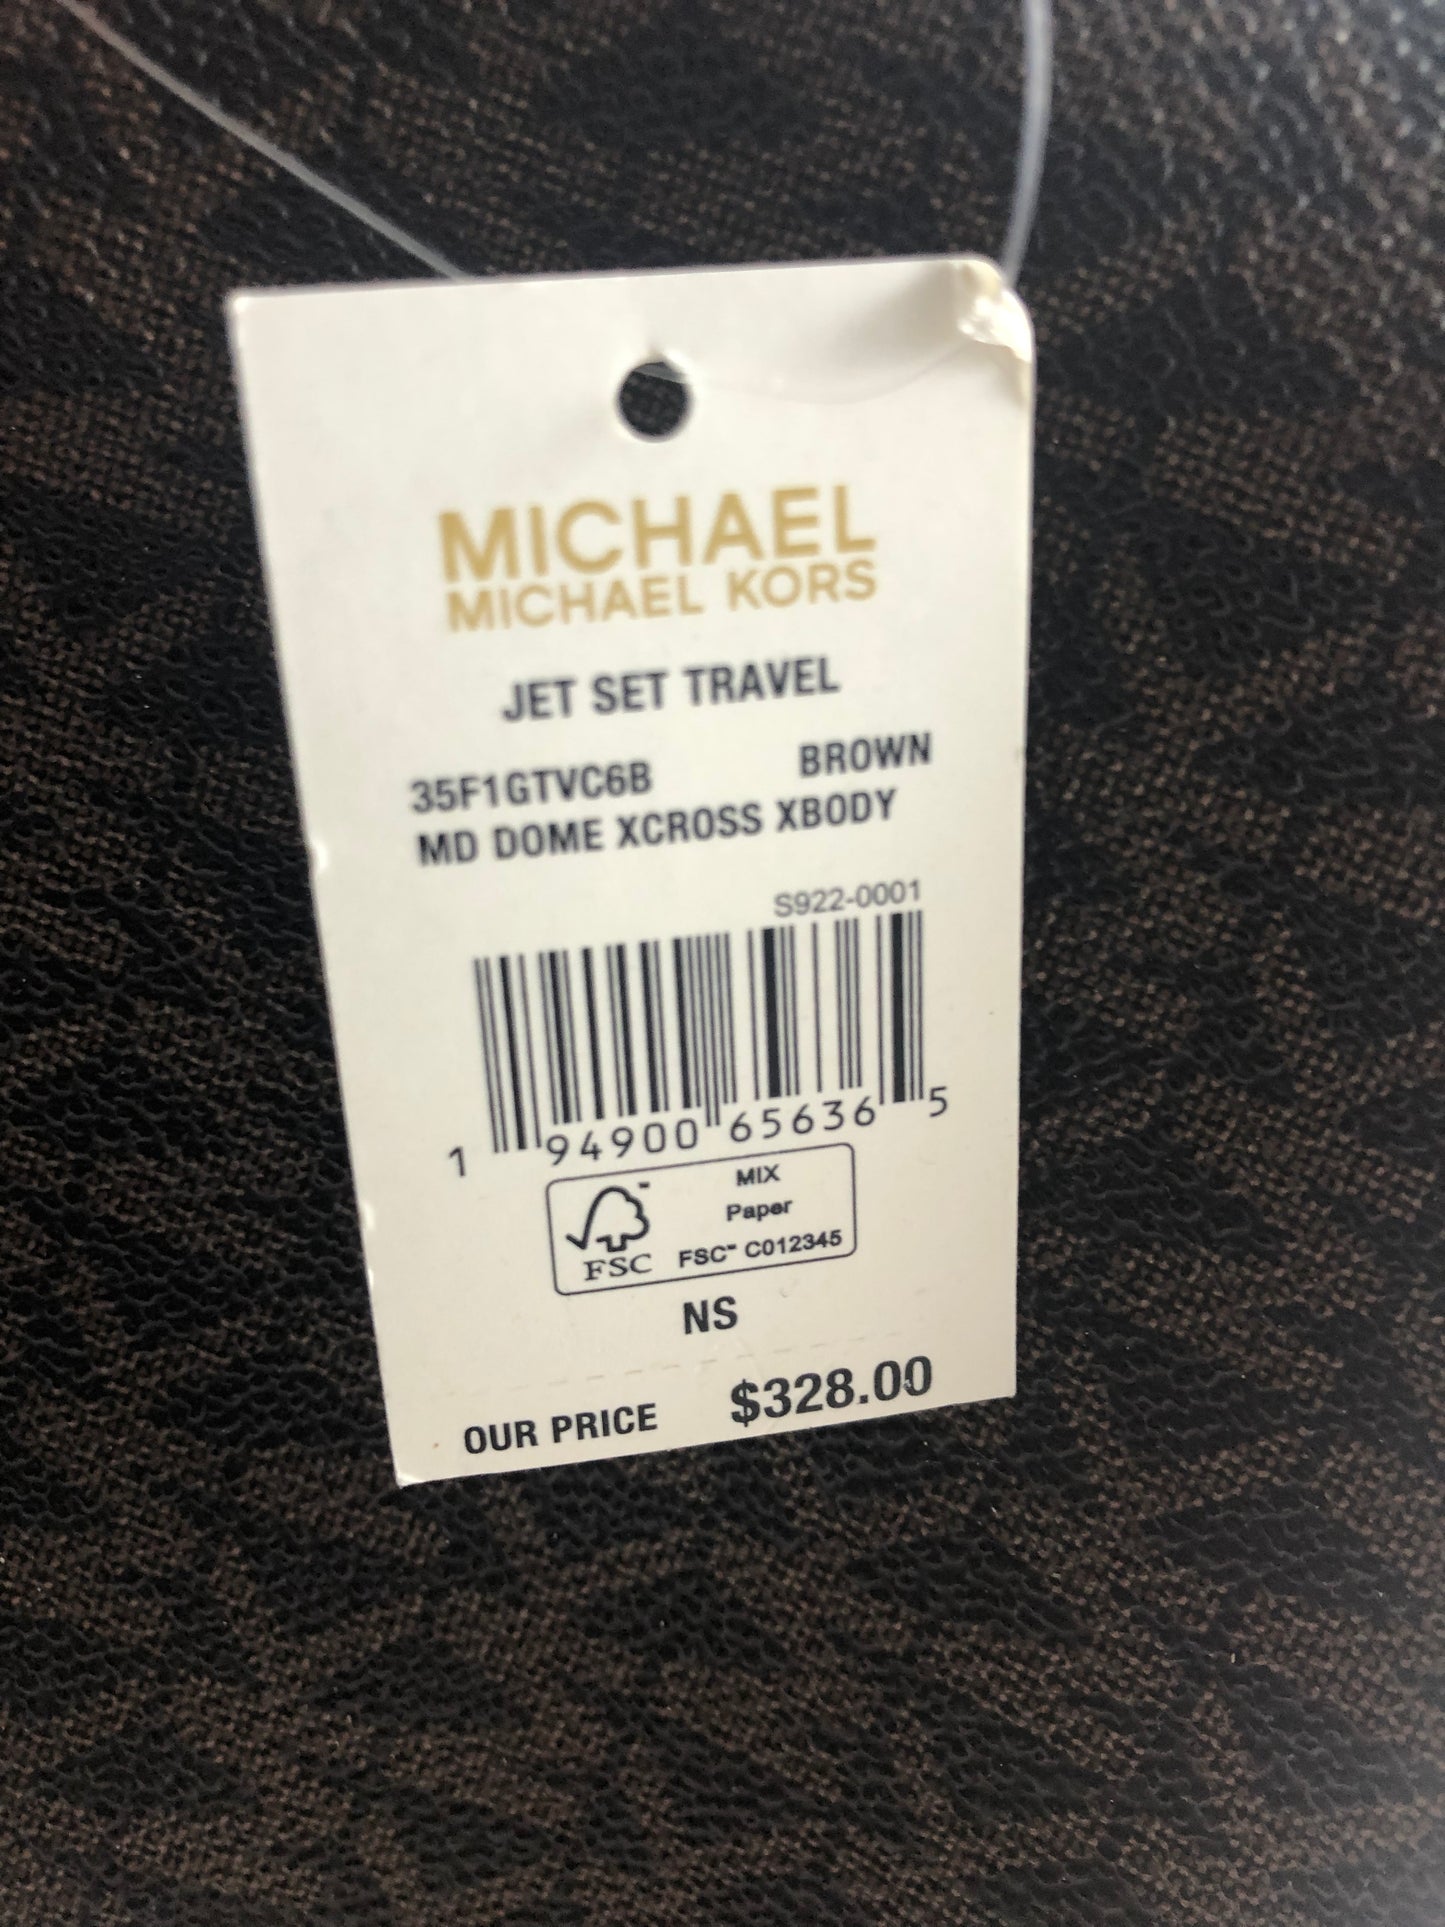 MICHAEL
MICHAEL KORS
JET SET TRAVEL
35F1GTVC6B BROWN
MD DOME XCROSS XBODY
S922-0001
1 94900 65636 5
MIX
Paper
FSC™ C012345
FSC
NS
OUR PRICE $328.00